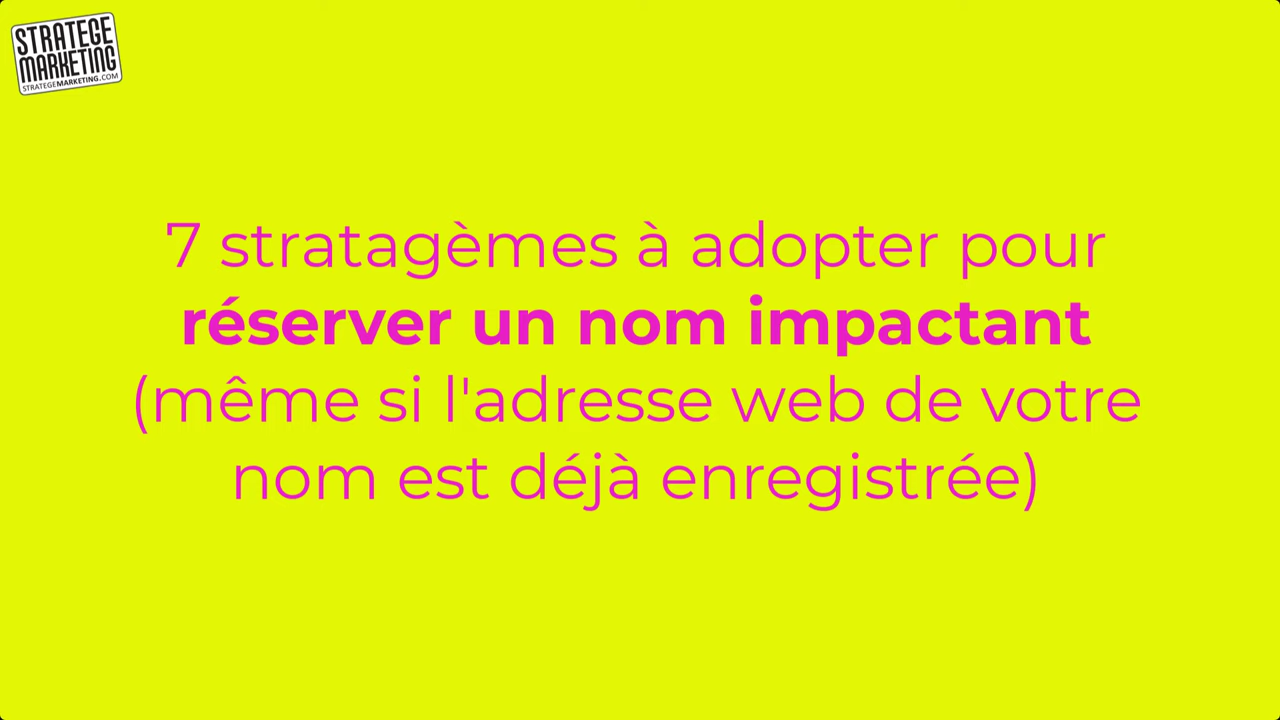 STRATEGE
MARKETING
STRATEGEMARKETING.COM
7 stratagèmes à adopter pour
réserver un nom impactant
(même si l'adresse web de votre
nom est déjà enregistrée)